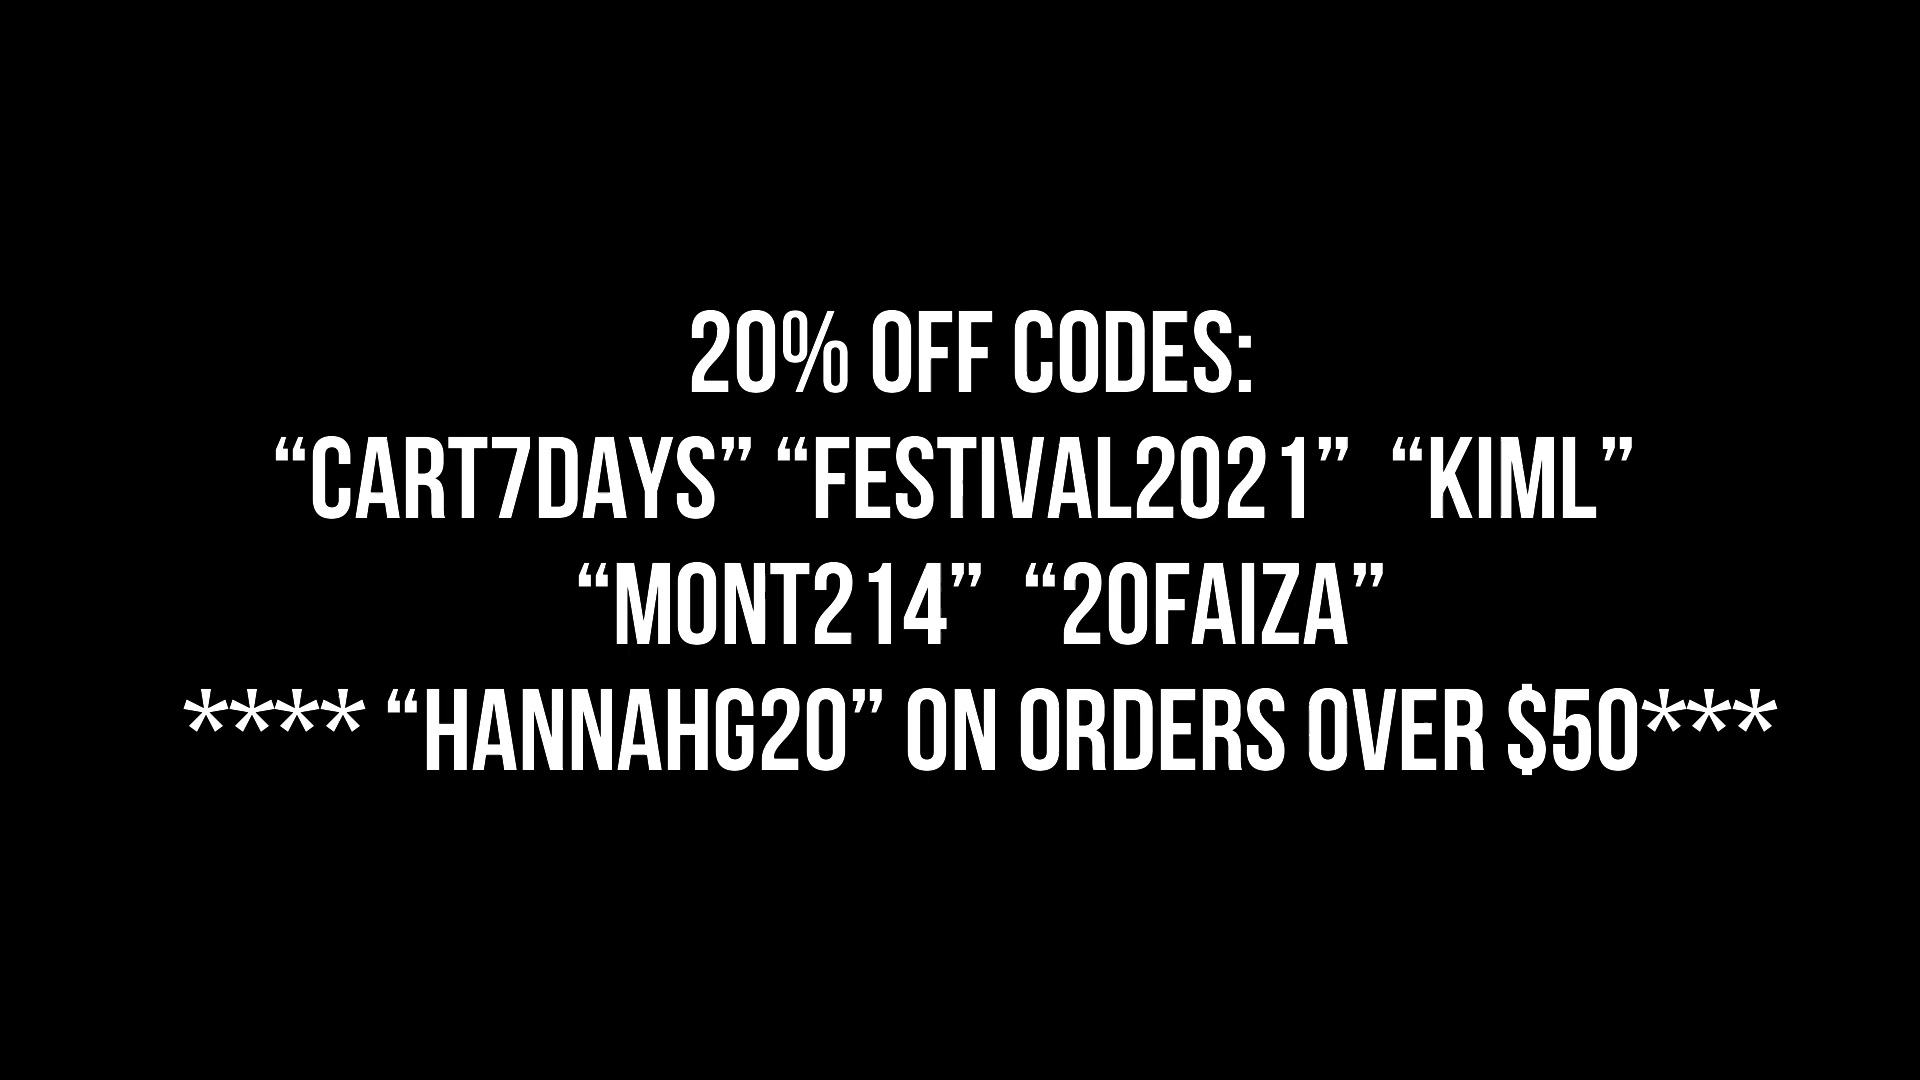 20% OFF CODES:
“CART7DAYS” “FESTIVAL2021” “KIML”
“MONT214” “20FAIZA”
**** “HANNAHG20” ON ORDERS OVER $50***